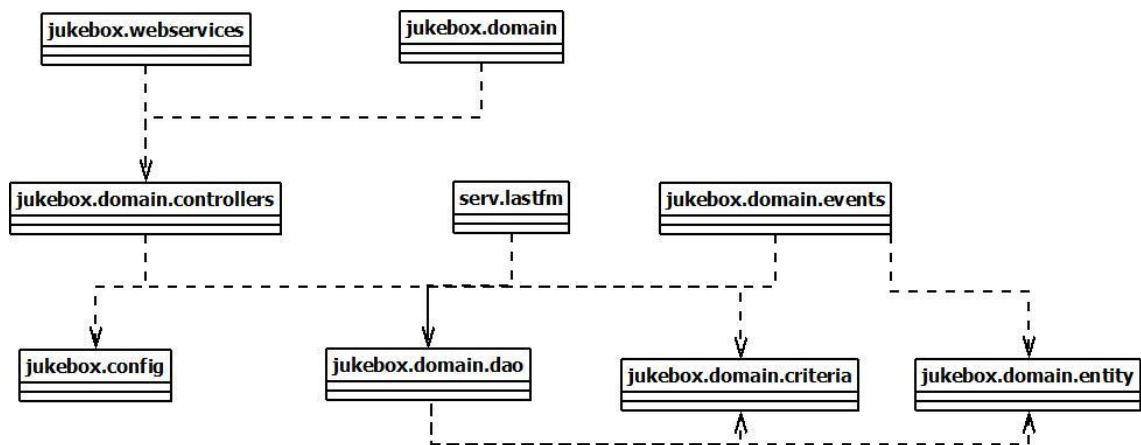 jukebox.webservices
jukebox.domain
jukebox.domain.controllers
serv.lastfm
jukebox.domain.events
jukebox.config
jukebox.domain.dao
jukebox.domain.criteria
jukebox.domain.entity